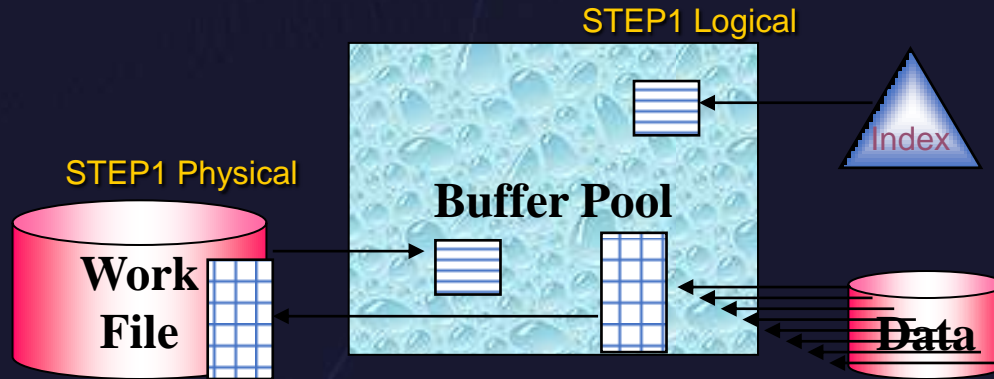 STEP1 Logical
Index
STEP1 Physical
Buffer Pool
Work
File
Data